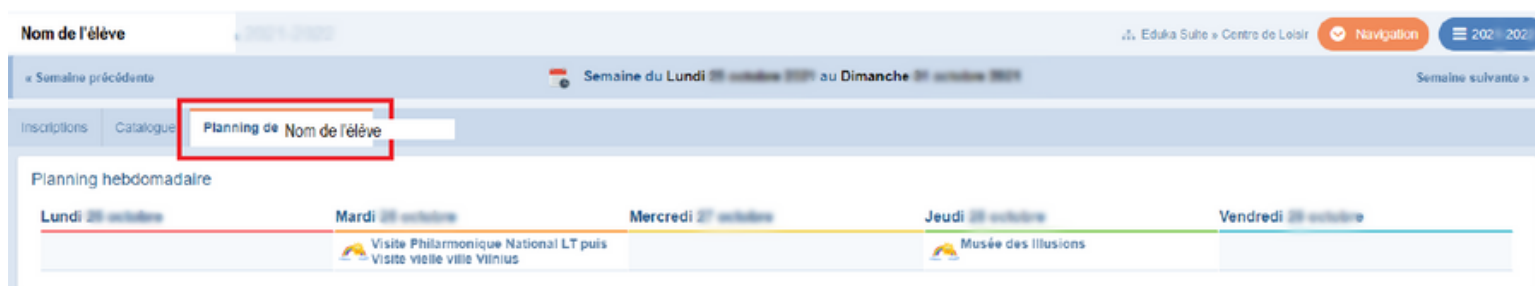 Nom de l'élève
Eduka Suite » Centre de Loisir Navigation
« Semaine précédente Semaine du Lundi au Dimanche Semaine suivante »
Inscriptions Catalogue Planning de Nom de l'élève
Planning hebdomadaire
Lundi Mardi Mercredi Jeudi Vendredi
Visite Philarmonique National LT puis Musée des Illusions
Visite vielle ville Vilnius